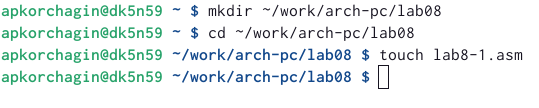 apkorchagin@dk5n59 ~ $ mkdir ~/work/arch-pc/lab08
apkorchagin@dk5n59 ~ $ cd ~/work/arch-pc/lab08
apkorchagin@dk5n59 ~/work/arch-pc/lab08 $ touch lab8-1.asm
apkorchagin@dk5n59 ~/work/arch-pc/lab08 $